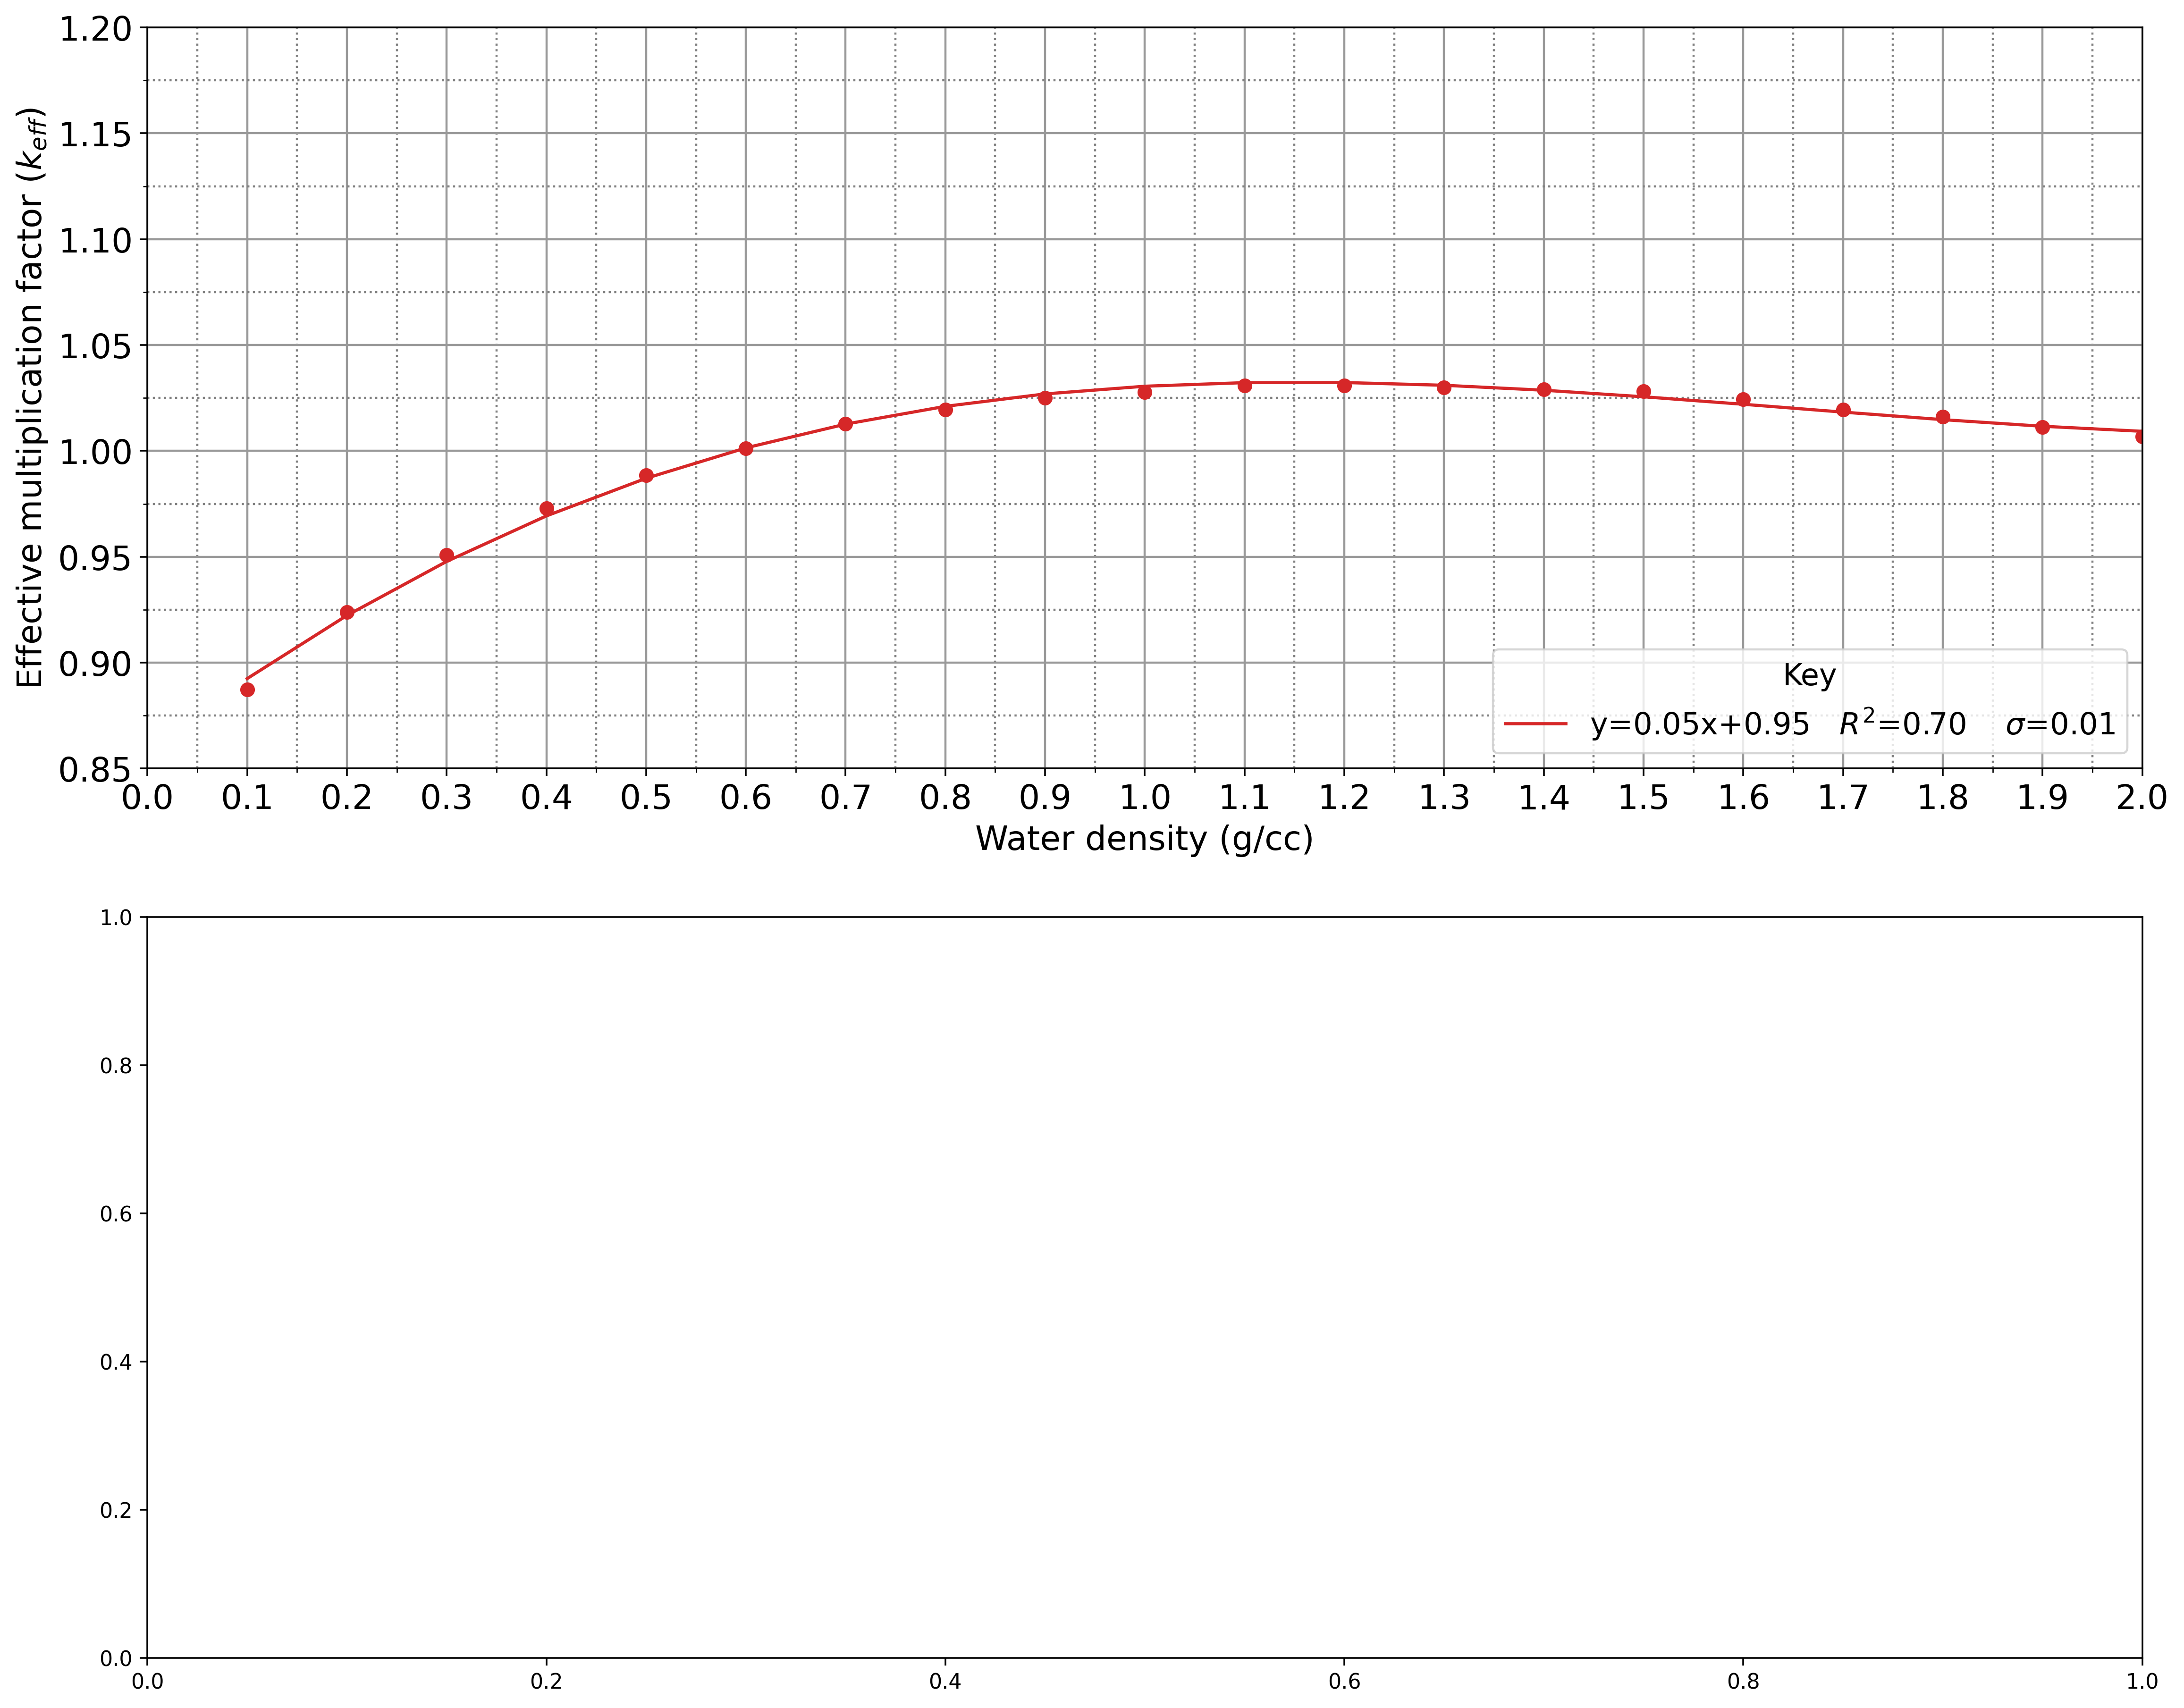 1.20
1.15
1.10
1.05
1.00
0.95
0.90
0.85
Effective multiplication factor (k_eff)
Key
y=0.05x+0.95 R²=0.70 σ=0.01
0.0 0.1 0.2 0.3 0.4 0.5 0.6 0.7 0.8 0.9 1.0 1.1 1.2 1.3 1.4 1.5 1.6 1.7 1.8 1.9 2.0
Water density (g/cc)
1.0
0.8
0.6
0.4
0.2
0.0
0.0 0.2 0.4 0.6 0.8 1.0